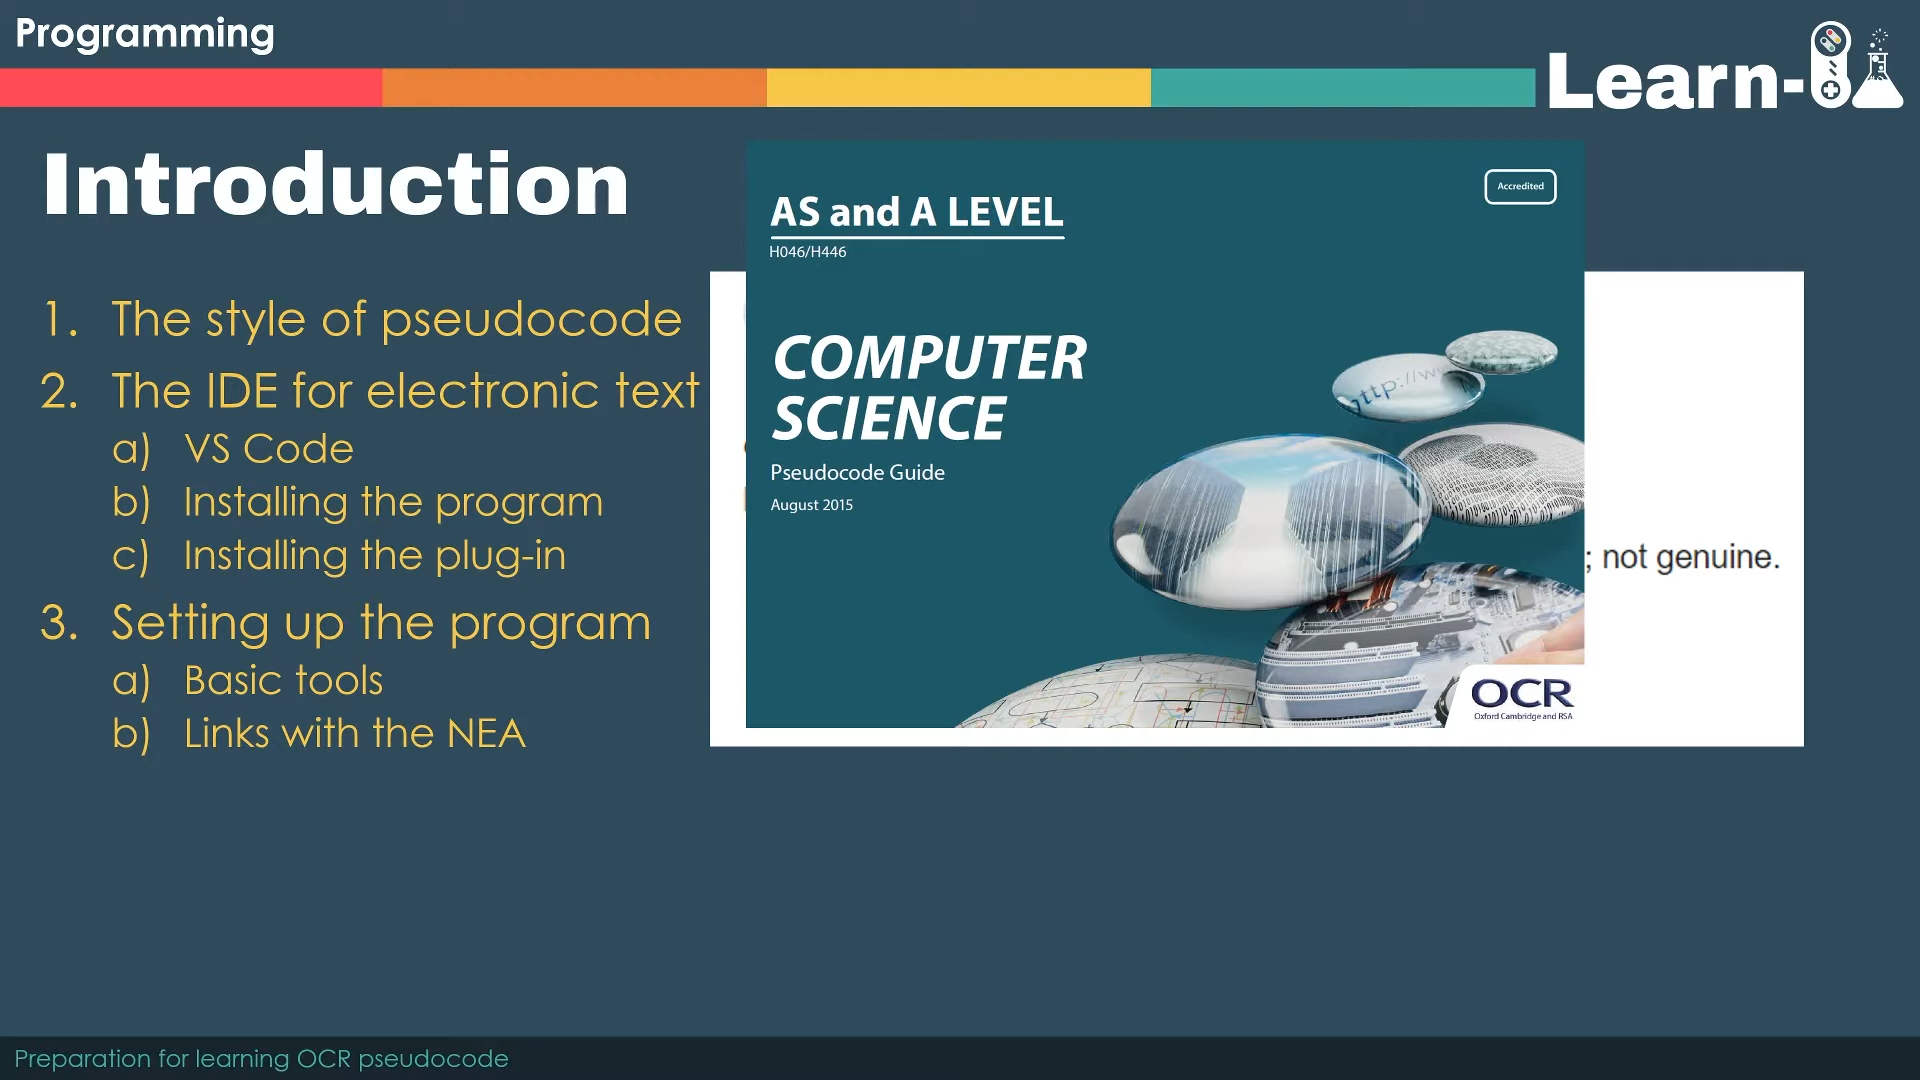 Programming
Learn-
Introduction
1. The style of pseudocode
2. The IDE for electronic text
a) VS Code
b) Installing the program
c) Installing the plug-in
3. Setting up the program
a) Basic tools
b) Links with the NEA
AS and A LEVEL
H046/H446
Accredited
COMPUTER
SCIENCE
Pseudocode Guide
August 2015
http://w
; not genuine.
OCR
Oxford Cambridge and RSA
Preparation for learning OCR pseudocode